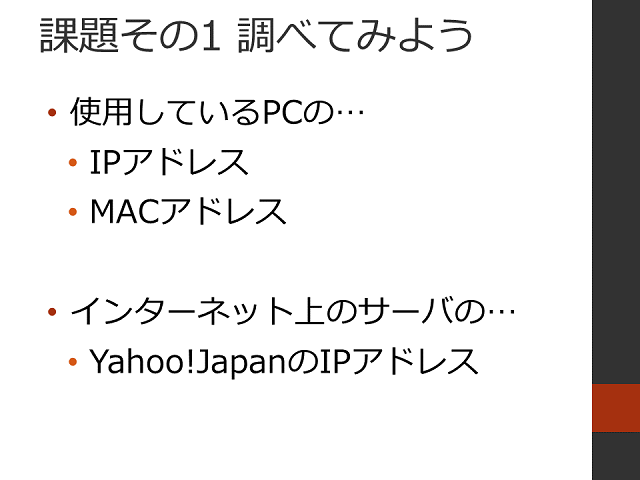 課題その1 調べてみよう
• 使用しているPCの…
• IPアドレス
• MACアドレス
• インターネット上のサーバの…
• Yahoo!JapanのIPアドレス